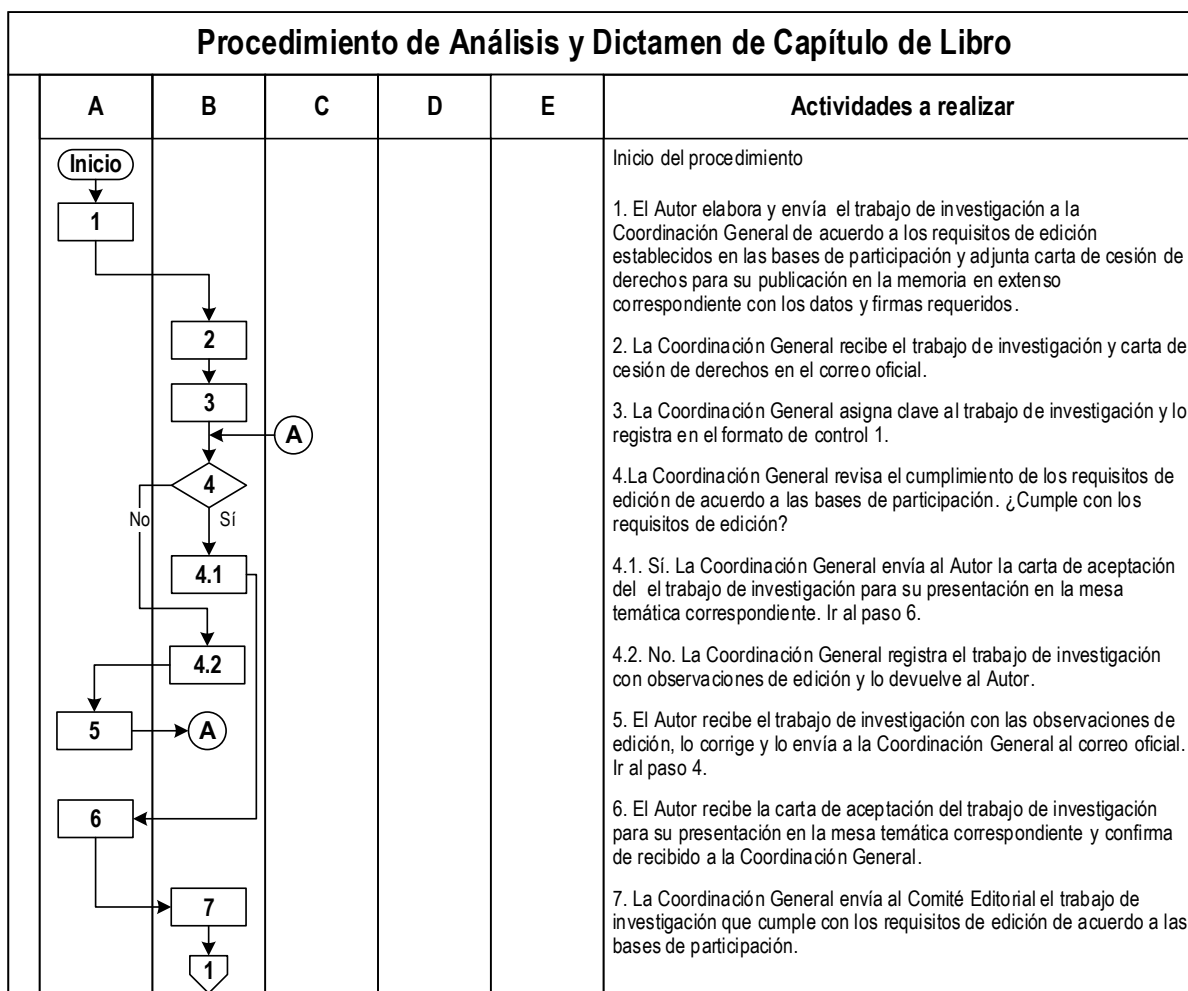 Procedimiento de Análisis y Dictamen de Capítulo de Libro
A B C D E Actividades a realizar
Inicio
1
2
3
A
4
No
Sí
4.1
4.2
5
A
6
7
1
Inicio del procedimiento
1. El Autor elabora y envía el trabajo de investigación a la
Coordinación General de acuerdo a los requisitos de edición
establecidos en las bases de participación y adjunta carta de cesión de
derechos para su publicación en la memoria en extenso
correspondiente con los datos y firmas requeridos.
2. La Coordinación General recibe el trabajo de investigación y carta de
cesión de derechos en el correo oficial.
3. La Coordinación General asigna clave al trabajo de investigación y lo
registra en el formato de control 1.
4.La Coordinación General revisa el cumplimiento de los requisitos de
edición de acuerdo a las bases de participación. ¿Cumple con los
requisitos de edición?
4.1. Sí. La Coordinación General envía al Autor la carta de aceptación
del el trabajo de investigación para su presentación en la mesa
temática correspondiente. Ir al paso 6.
4.2. No. La Coordinación General registra el trabajo de investigación
con observaciones de edición y lo devuelve al Autor.
5. El Autor recibe el trabajo de investigación con las observaciones de
edición, lo corrige y lo envía a la Coordinación General al correo oficial.
Ir al paso 4.
6. El Autor recibe la carta de aceptación del trabajo de investigación
para su presentación en la mesa temática correspondiente y confirma
de recibido a la Coordinación General.
7. La Coordinación General envía al Comité Editorial el trabajo de
investigación que cumple con los requisitos de edición de acuerdo a las
bases de participación.